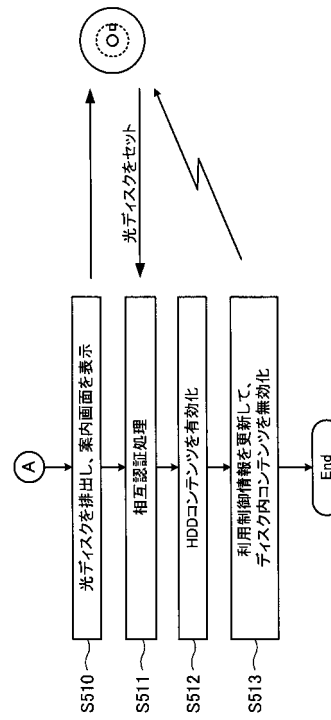 A
S510
光ディスクを排出し、案内画面を表示
光ディスクをセット
S511
相互認証処理
S512
HDDコンテンツを有効化
S513
利用制御情報を更新して、
ディスク内コンテンツを無効化
End